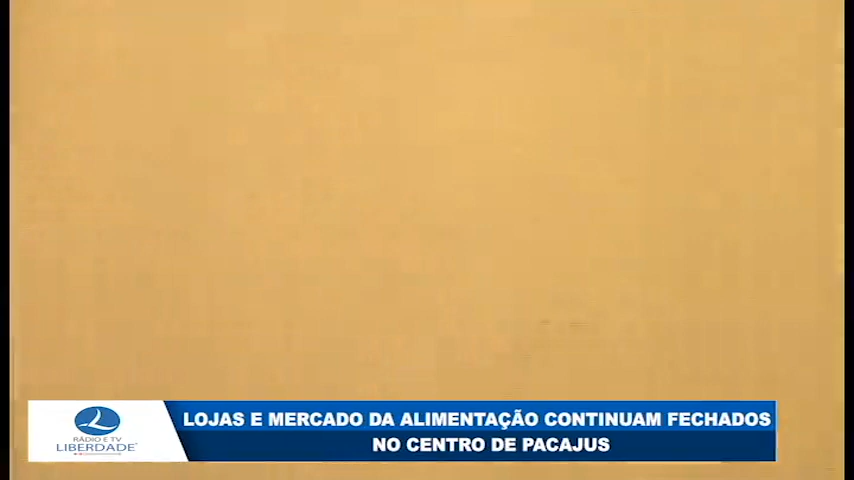 LOJAS E MERCADO DA ALIMENTAÇÃO CONTINUAM FECHADOS
NO CENTRO DE PACAJUS
RÁDIO E TV
LIBERDADE